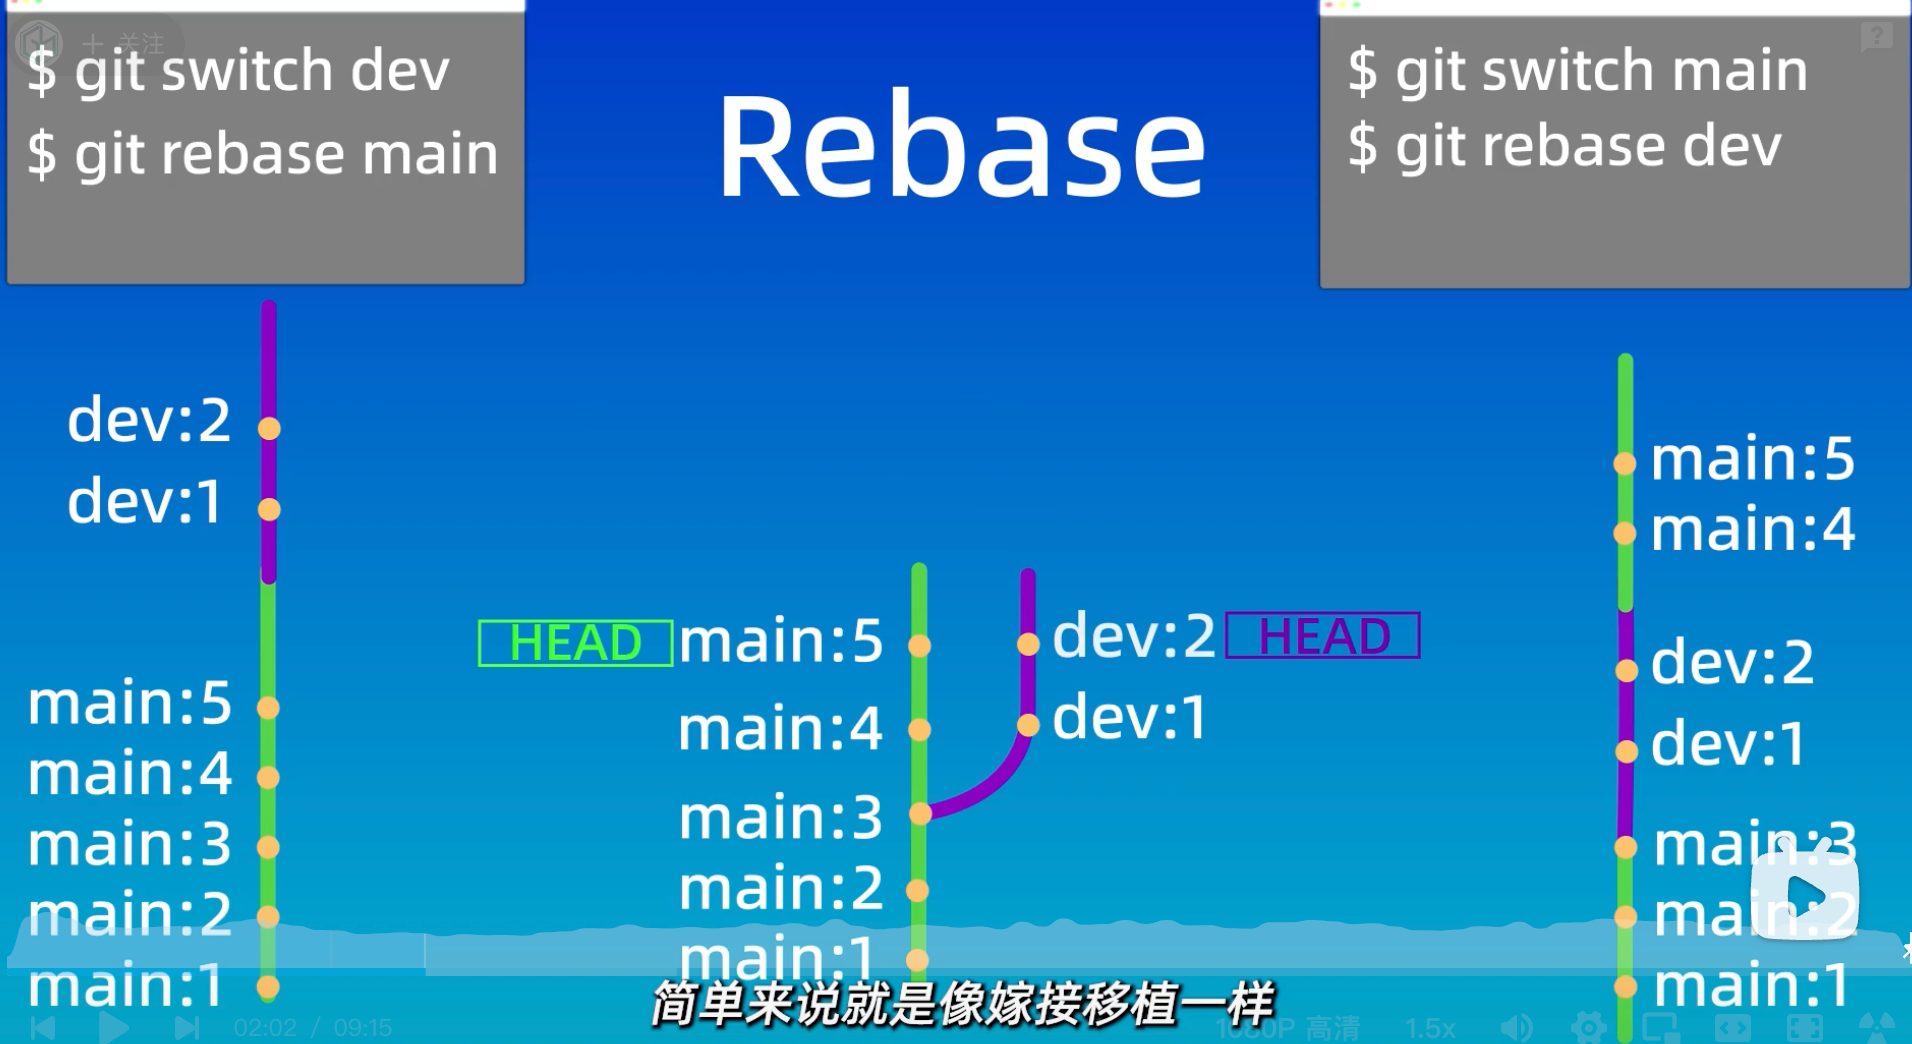 + 关注
$ git switch dev
$ git rebase main
Rebase
$ git switch main
$ git rebase dev
?
dev:2
dev:1
main:5
main:4
main:3
main:2
main:1
HEAD main:5
main:4
main:3
main:2
main:1
dev:2 HEAD
dev:1
main:5
main:4
dev:2
dev:1
main:3
main:2
main:1
简单来说就是像嫁接移植一样
02:02 / 09:15
1080P 高清
1.5x